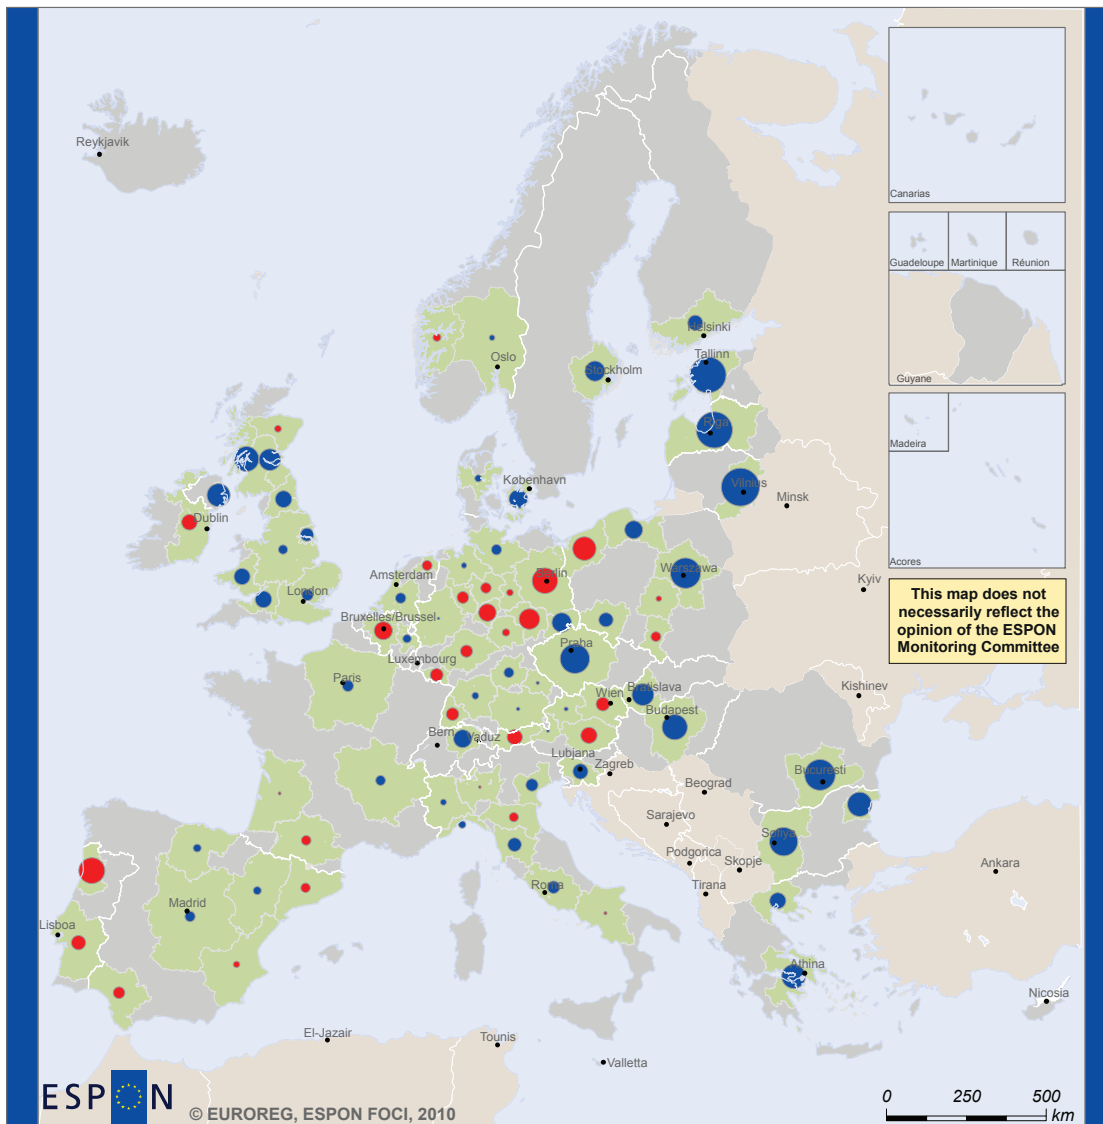 Reykjavik
Canarias
Guadeloupe
Martinique
Réunion
Guyane
Madeira
Acores
This map does not
necessarily reflect the
opinion of the ESPON
Monitoring Committee
Helsinki
Oslo
Tallinn
Stockholm
Riga
København
Vilnius
Minsk
Dublin
Amsterdam
Berlin
Warszawa
Kyiv
London
Bruxelles/Brussel
Praha
Luxembourg
Paris
Wien
Bratislava
Kishinev
Budapest
Bern
Vaduz
Lubjana
Zagreb
Bucuresti
Beograd
Sarajevo
Sofiya
Podgorica
Skopje
Ankara
Tirana
Roma
Madrid
Lisboa
Athina
Nicosia
El-Jazair
Tounis
Valletta
ESPON
© EUROREG, ESPON FOCI, 2010
0 250 500
km